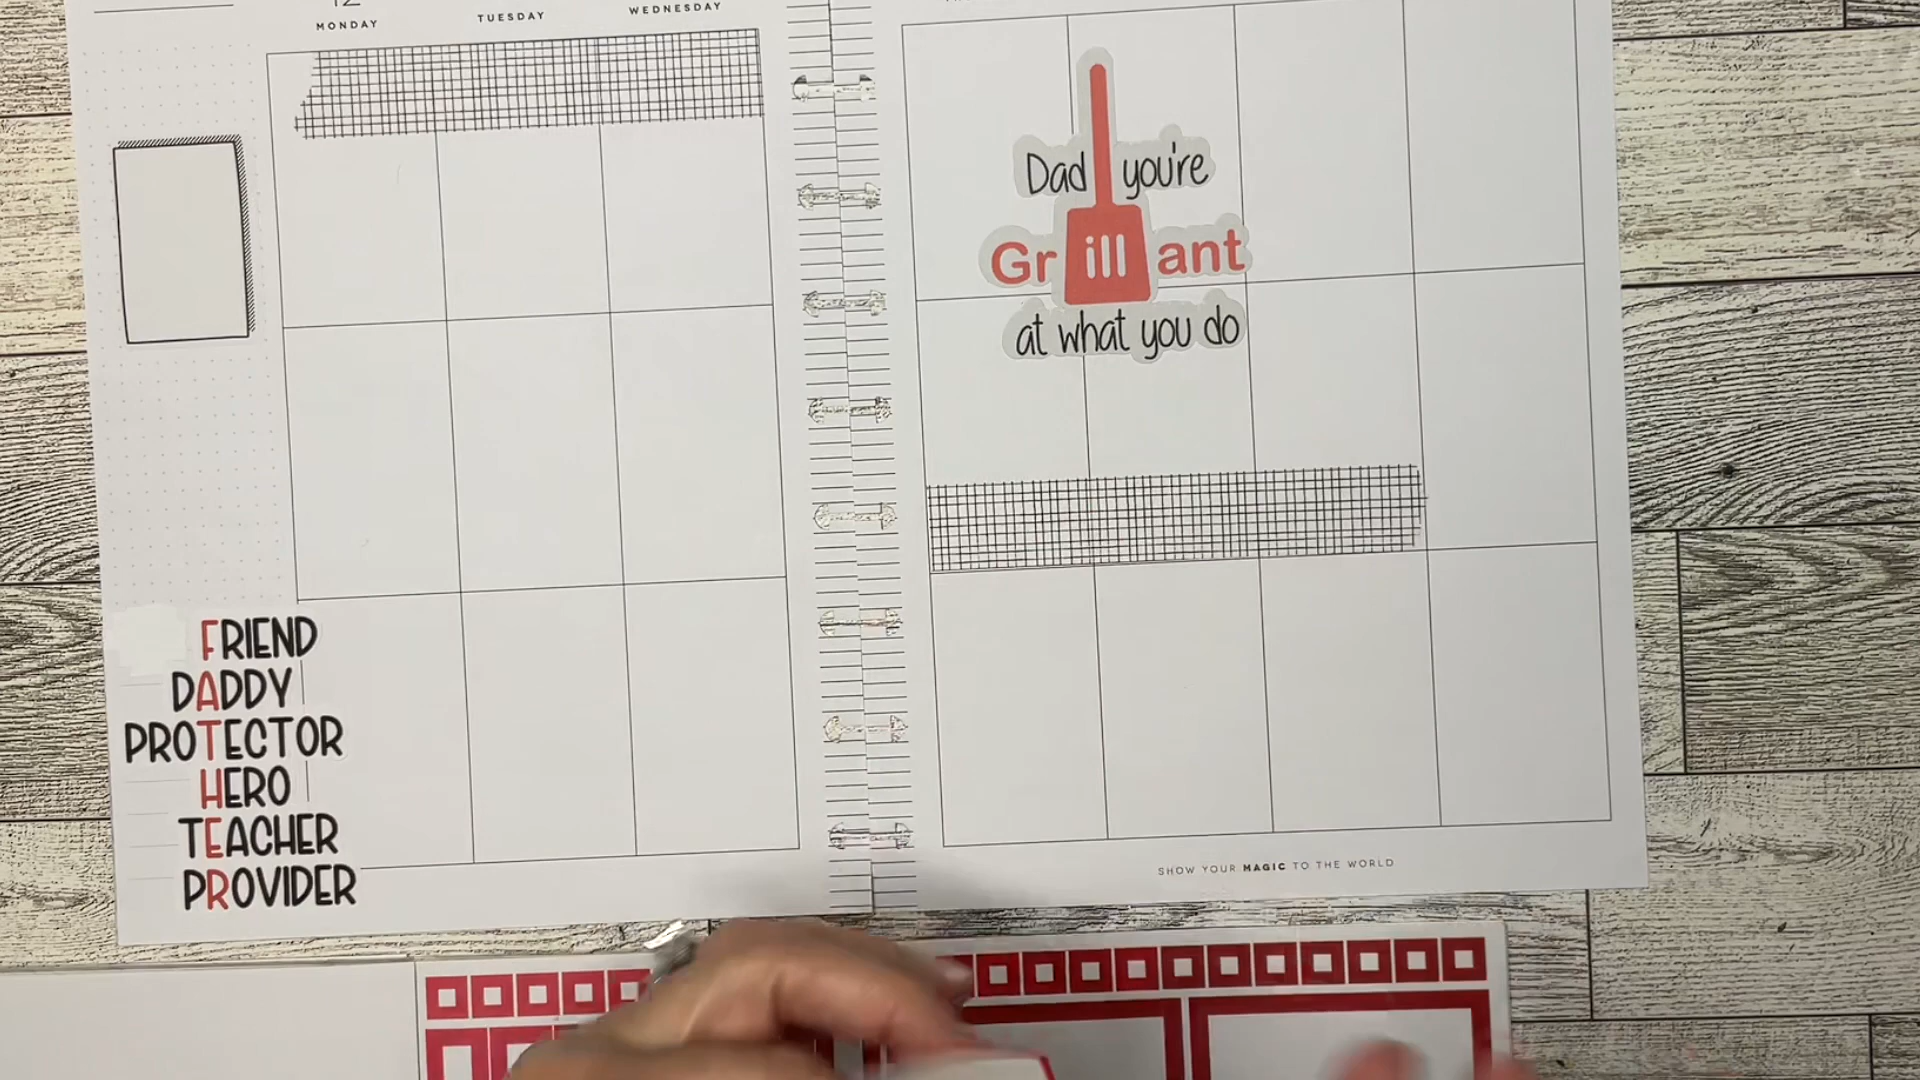 MONDAY
TUESDAY
WEDNESDAY
Dad you're
Grillant
at what you do
FRIEND
DADDY
PROTECTOR
HERO
TEACHER
PROVIDER
SHOW YOUR MAGIC TO THE WORLD